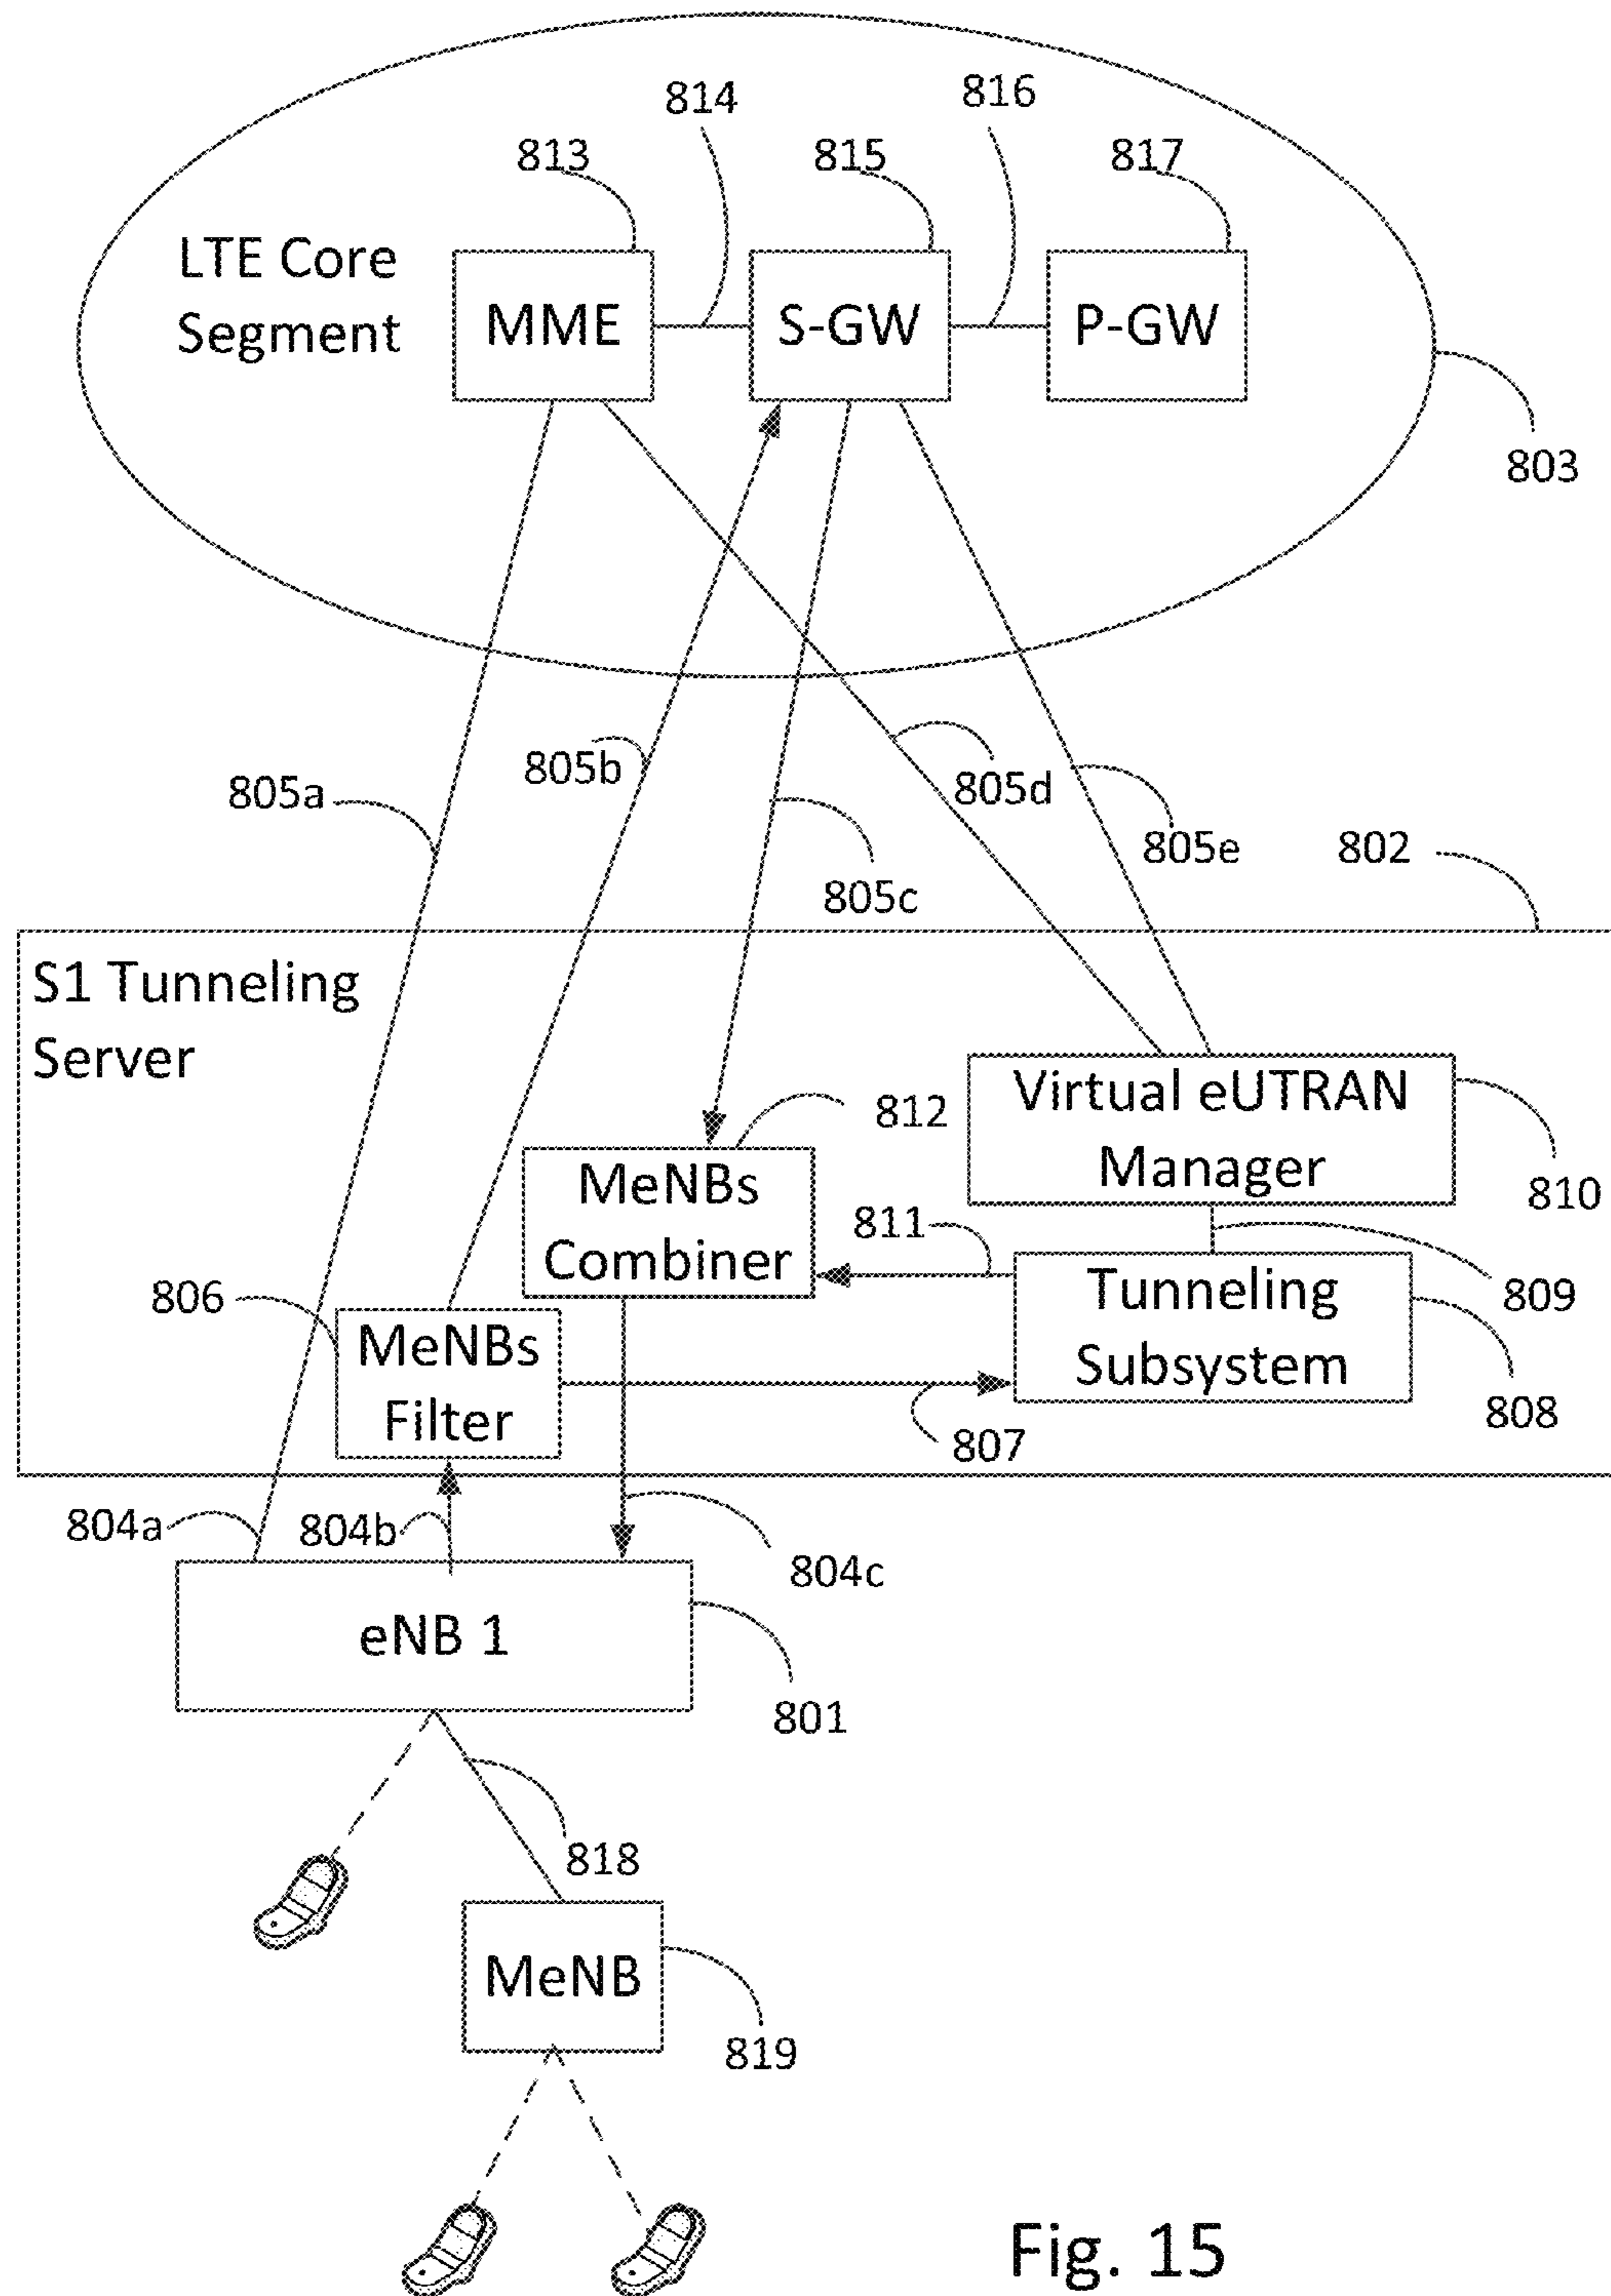 814
816
813
815
817
LTE Core
Segment
MME
S-GW
P-GW
803
805a
805b
805c
805d
805e
802
S1 Tunneling
Server
Virtual eUTRAN
Manager
812
810
MeNBs
Combiner
811
Tunneling
Subsystem
809
806
MeNBs
Filter
808
807
804a
804b
804c
eNB 1
801
818
MeNB
819
Fig. 15